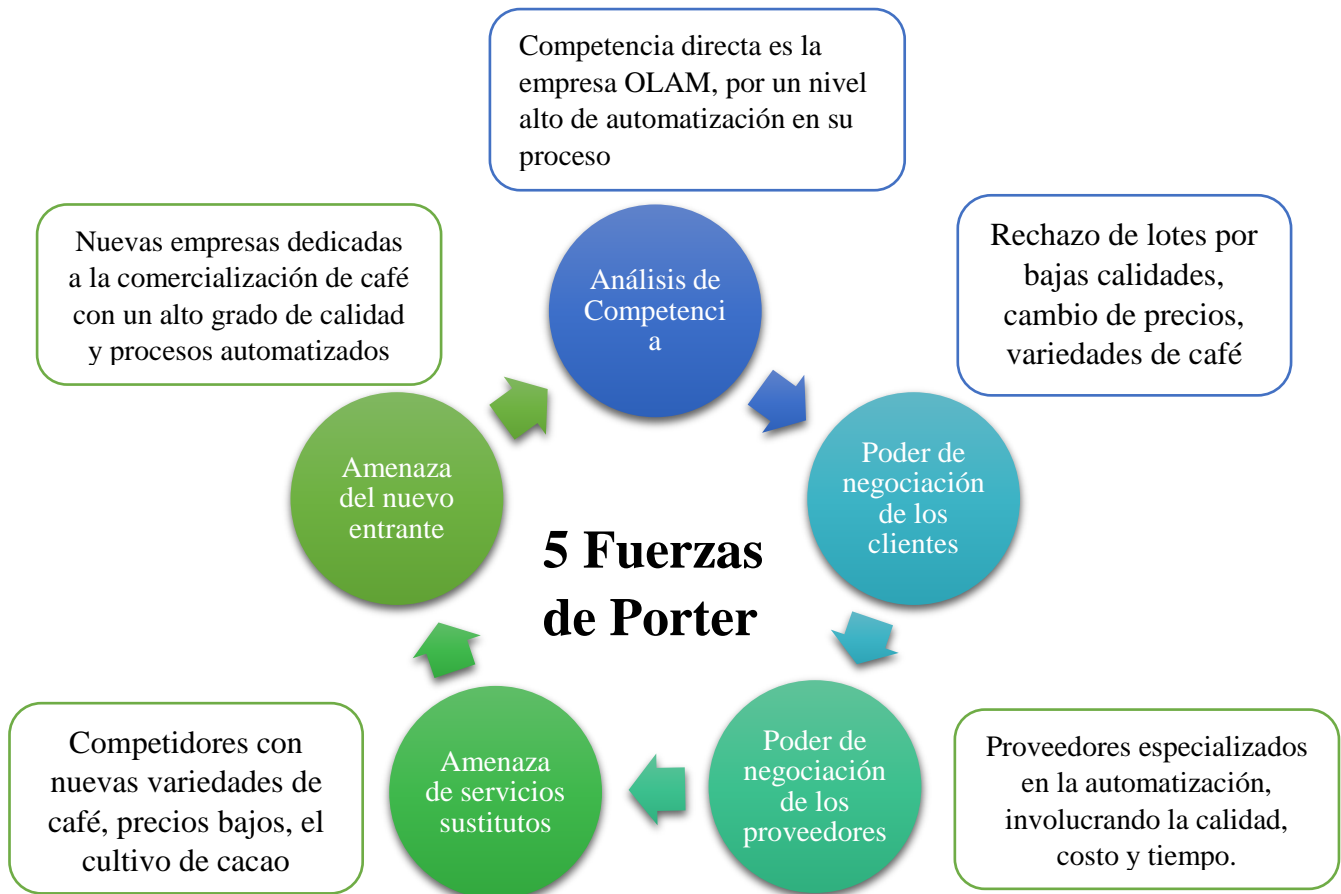 Competencia directa es la
empresa OLAM, por un nivel
alto de automatización en su
proceso
Nuevas empresas dedicadas
a la comercialización de café
con un alto grado de calidad
y procesos automatizados
Análisis de
Competenci
a
Rechazo de lotes por
bajas calidades,
cambio de precios,
variedades de café
Amenaza
del nuevo
entrante
Poder de
negociación
de los
clientes
5 Fuerzas
de Porter
Competidores con
nuevas variedades de
café, precios bajos, el
cultivo de cacao
Amenaza
de servicios
sustitutos
Poder de
negociación
de los
proveedores
Proveedores especializados
en la automatización,
involucrando la calidad,
costo y tiempo.